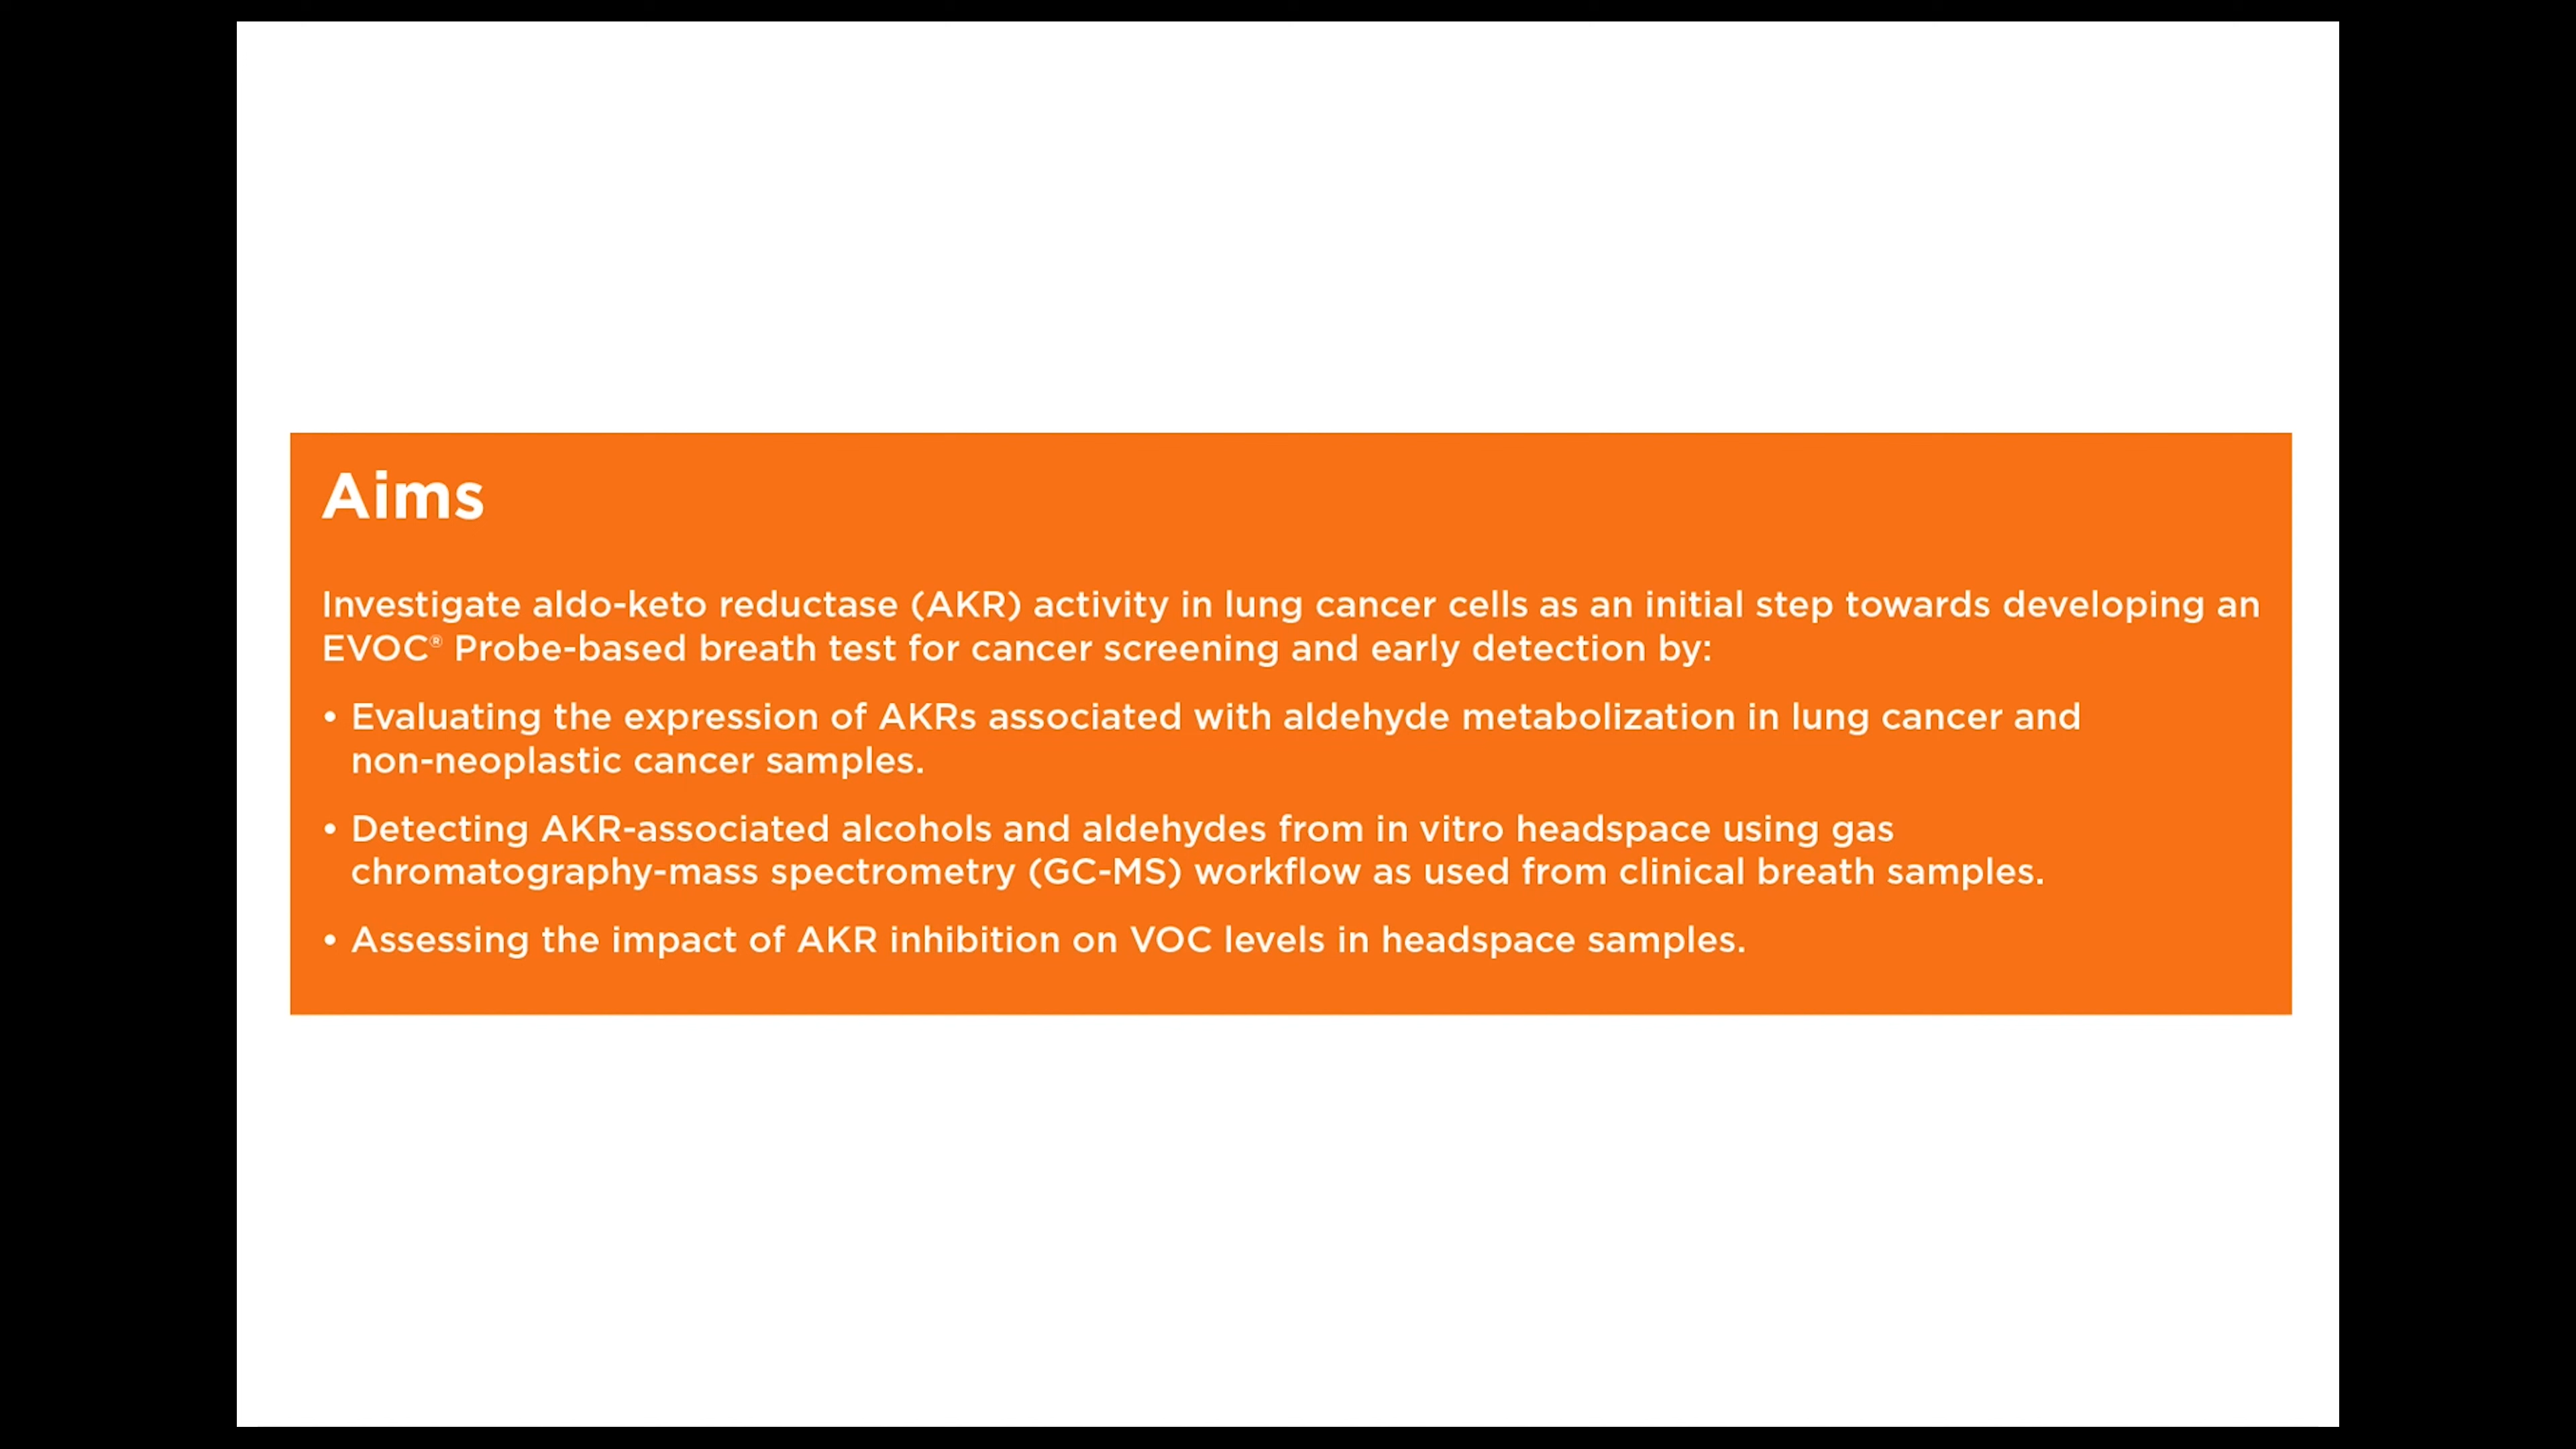 Aims
Investigate aldo-keto reductase (AKR) activity in lung cancer cells as an initial step towards developing an
EVOC® Probe-based breath test for cancer screening and early detection by:
• Evaluating the expression of AKRs associated with aldehyde metabolization in lung cancer and
non-neoplastic cancer samples.
• Detecting AKR-associated alcohols and aldehydes from in vitro headspace using gas
chromatography-mass spectrometry (GC-MS) workflow as used from clinical breath samples.
• Assessing the impact of AKR inhibition on VOC levels in headspace samples.